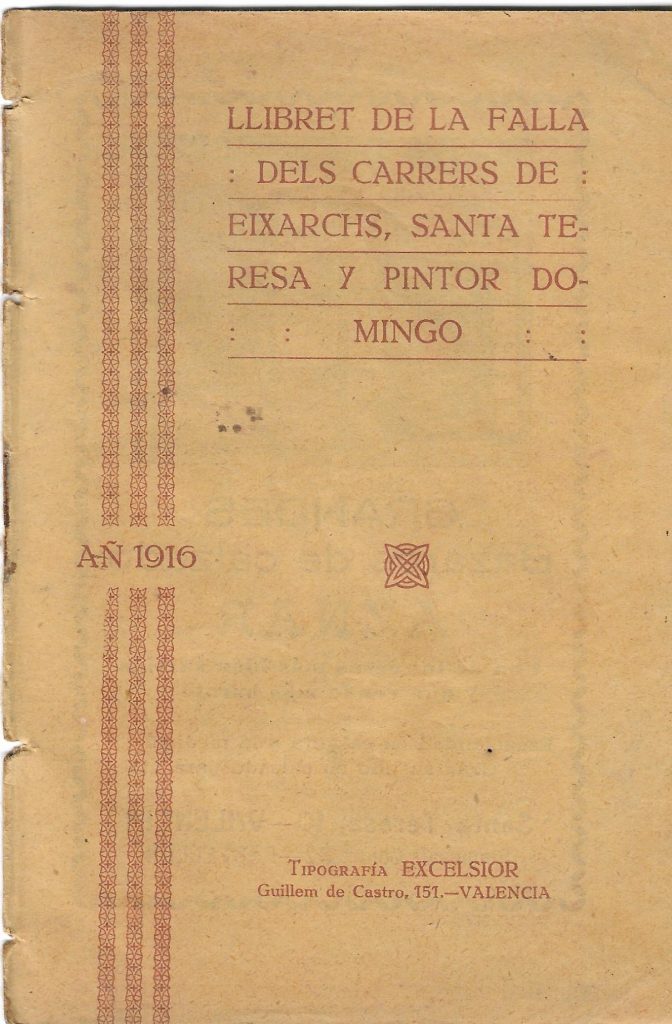 LLIBRET DE LA FALLA
: DELS CARRERS DE :
EIXARCHS, SANTA TE-
RESA Y PINTOR DO-
: : MINGO : :
AÑ 1916
TIPOGRAFÍA EXCELSIOR
Guillem de Castro, 151.—VALENCIA